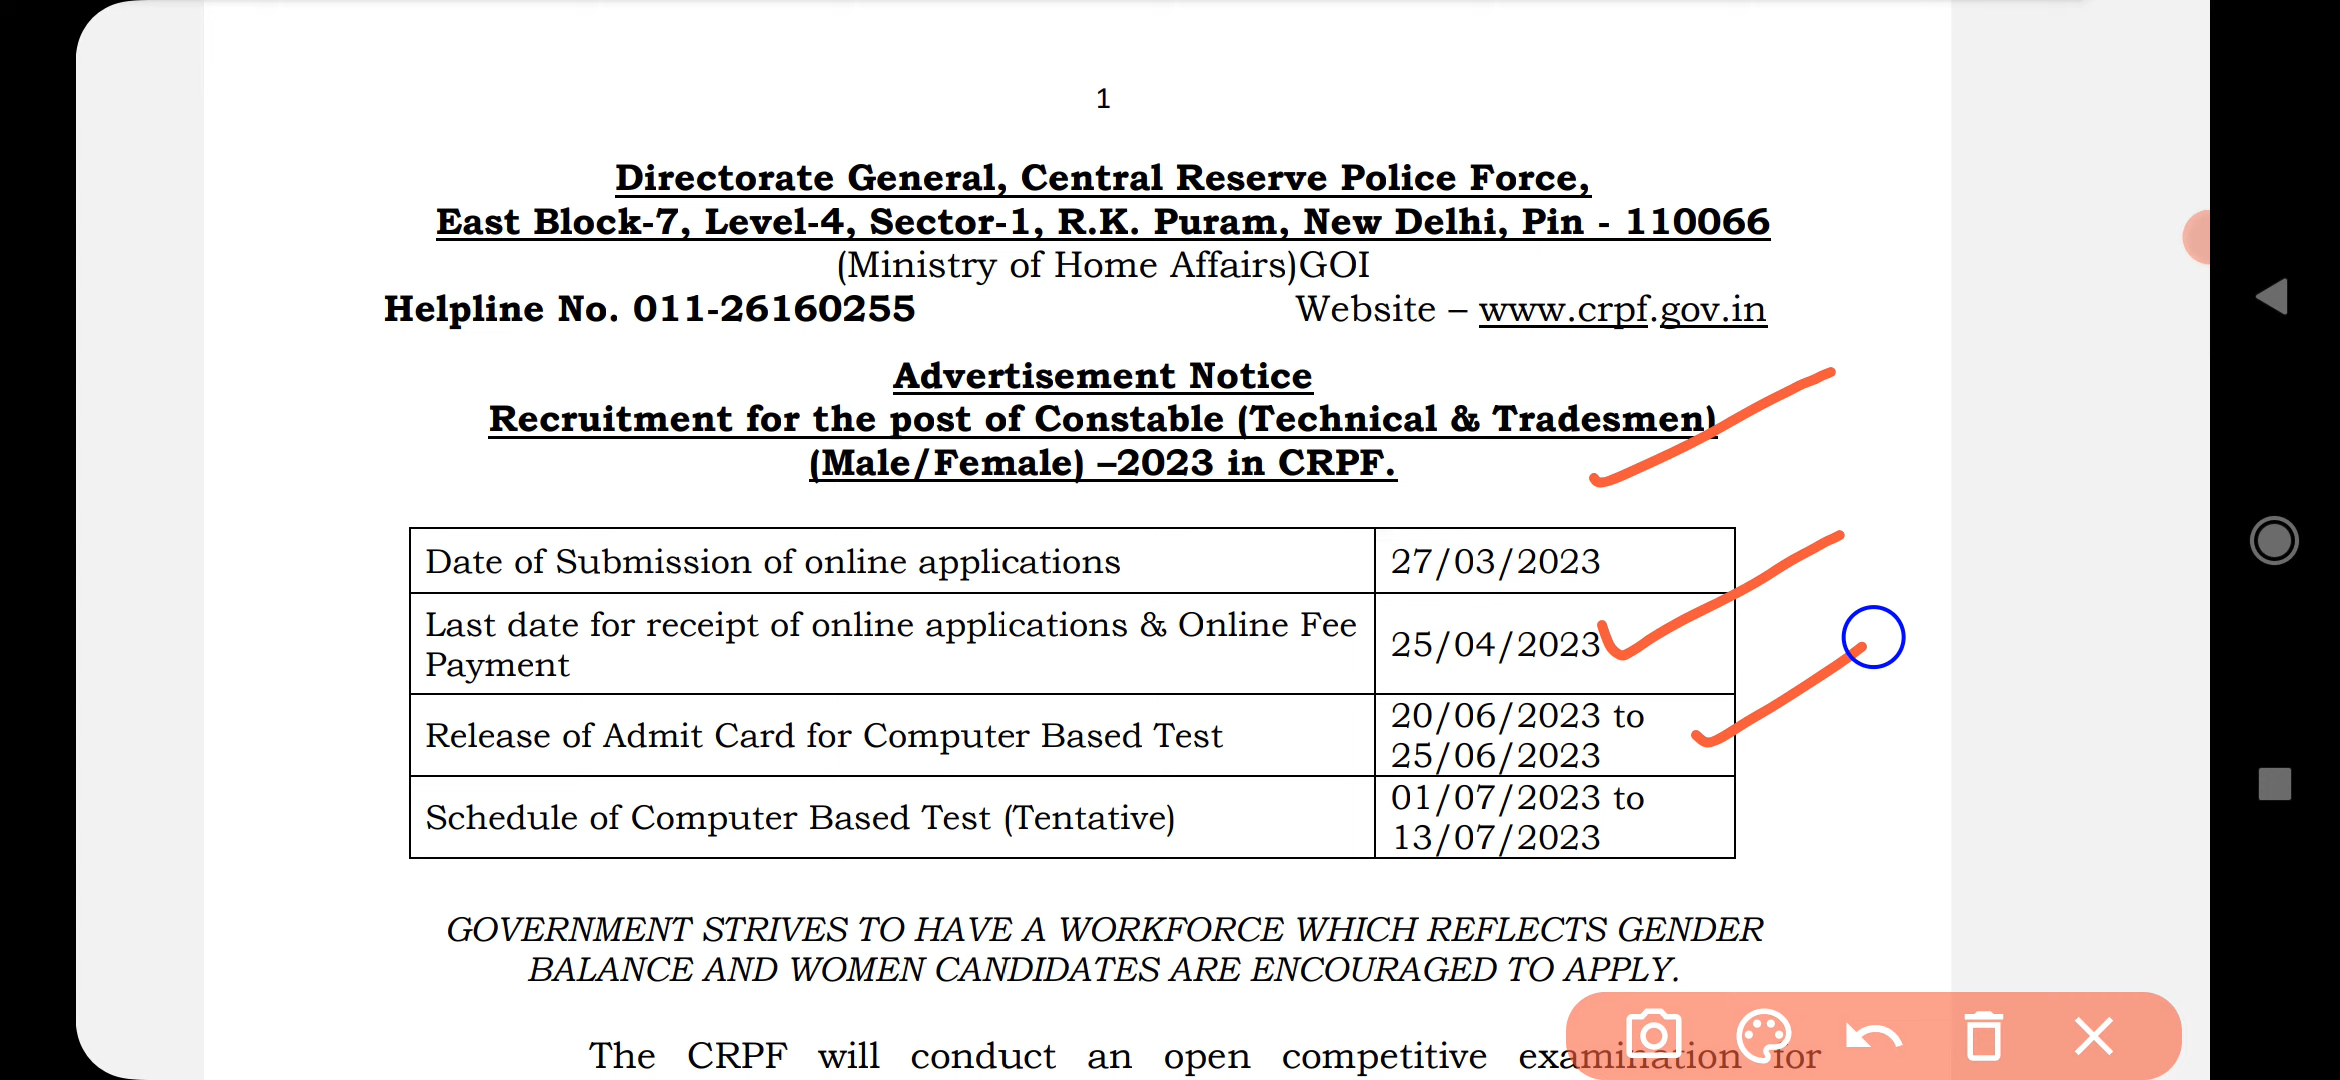 1
Directorate General, Central Reserve Police Force,
East Block-7, Level-4, Sector-1, R.K. Puram, New Delhi, Pin - 110066
(Ministry of Home Affairs)GOI
Helpline No. 011-26160255 Website – www.crpf.gov.in
Advertisement Notice
Recruitment for the post of Constable (Technical & Tradesmen)
(Male/Female) –2023 in CRPF.
Date of Submission of online applications 27/03/2023
Last date for receipt of online applications & Online Fee
Payment 25/04/2023
Release of Admit Card for Computer Based Test 20/06/2023 to
25/06/2023
Schedule of Computer Based Test (Tentative) 01/07/2023 to
13/07/2023
GOVERNMENT STRIVES TO HAVE A WORKFORCE WHICH REFLECTS GENDER
BALANCE AND WOMEN CANDIDATES ARE ENCOURAGED TO APPLY.
The CRPF will conduct an open competitive examination for